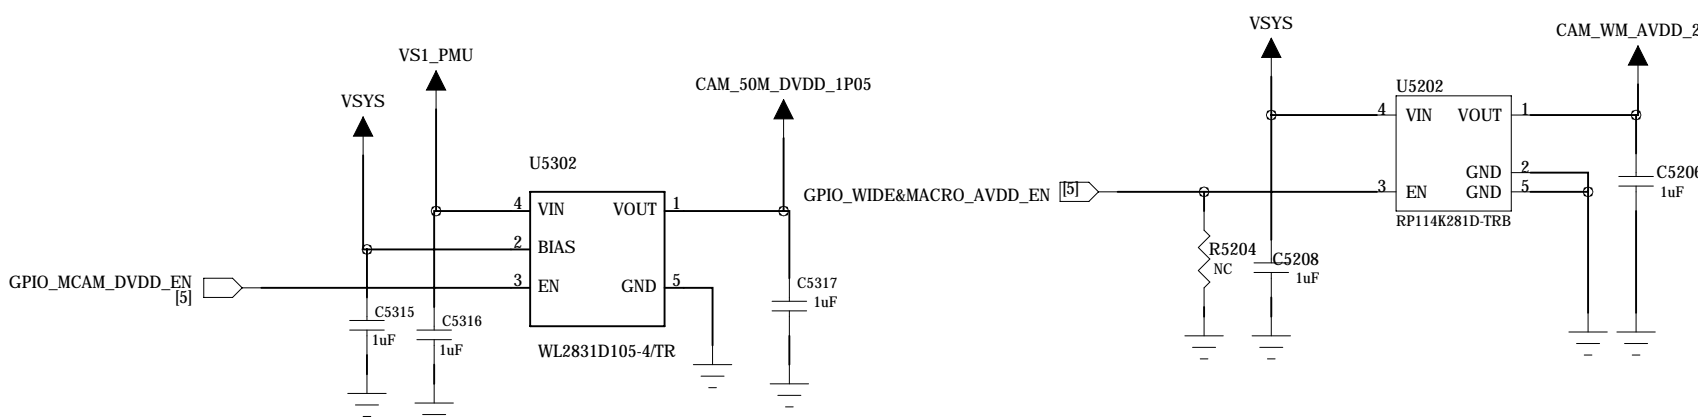 VS1_PMU
VSYS
CAM_50M_DVDD_1P05
U5302
4 VIN VOUT 1
2 BIAS
GPIO_MCAM_DVDD_EN
[5]
3 EN GND 5
C5315
1uF
C5316
1uF
C5317
1uF
WL2831D105-4/TR
VSYS
CAM_WM_AVDD_2
U5202
4 VIN VOUT 1
GND 2
GPIO_WIDE&MACRO_AVDD_EN [5]
3 EN GND 5
RP114K281D-TRB
C5206
1uF
R5204
NC
C5208
1uF